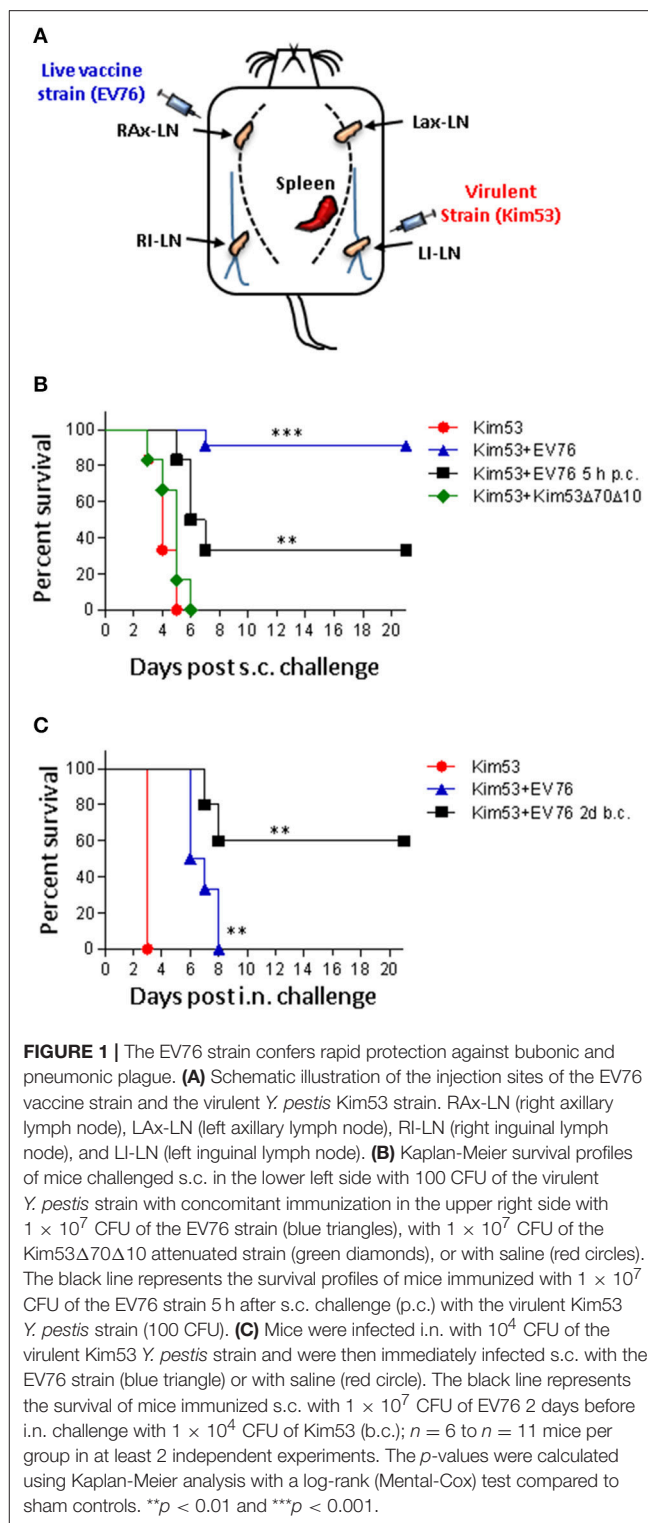 A
Live vaccine
strain (EV76)
RAx-LN
Lax-LN
Spleen
Virulent
Strain (Kim53)
RI-LN
LI-LN
B
Percent survival
100
80
60
40
20
0
0 2 4 6 8 10 12 14 16 18 20
Days post s.c. challenge
***
**
Kim53
Kim53+EV76
Kim53+EV76 5 h p.c.
Kim53+Kim53Δ70Δ10
C
Percent survival
100
80
60
40
20
0
0 2 4 6 8 10 12 14 16 18 20
Days post i.n. challenge
**
**
Kim53
Kim53+EV76
Kim53+EV76 2d b.c.
FIGURE 1 | The EV76 strain confers rapid protection against bubonic and
pneumonic plague. (A) Schematic illustration of the injection sites of the EV76
vaccine strain and the virulent Y. pestis Kim53 strain. RAx-LN (right axillary
lymph node), LAx-LN (left axillary lymph node), RI-LN (right inguinal lymph
node), and LI-LN (left inguinal lymph node). (B) Kaplan-Meier survival profiles
of mice challenged s.c. in the lower left side with 100 CFU of the virulent
Y. pestis strain with concomitant immunization in the upper right side with
1 × 10⁷ CFU of the EV76 strain (blue triangles), with 1 × 10⁷ CFU of the
Kim53Δ70Δ10 attenuated strain (green diamonds), or with saline (red circles).
The black line represents the survival profiles of mice immunized with 1 × 10⁷
CFU of the EV76 strain 5 h after s.c. challenge (p.c.) with the virulent Kim53
Y. pestis strain (100 CFU). (C) Mice were infected i.n. with 10⁴ CFU of the
virulent Kim53 Y. pestis strain and were then immediately infected s.c. with the
EV76 strain (blue triangle) or with saline (red circle). The black line represents
the survival of mice immunized s.c. with 1 × 10⁷ CFU of EV76 2 days before
i.n. challenge with 1 × 10⁴ CFU of Kim53 (b.c.); n = 6 to n = 11 mice per
group in at least 2 independent experiments. The p-values were calculated
using Kaplan-Meier analysis with a log-rank (Mental-Cox) test compared to
sham controls. **p < 0.01 and ***p < 0.001.